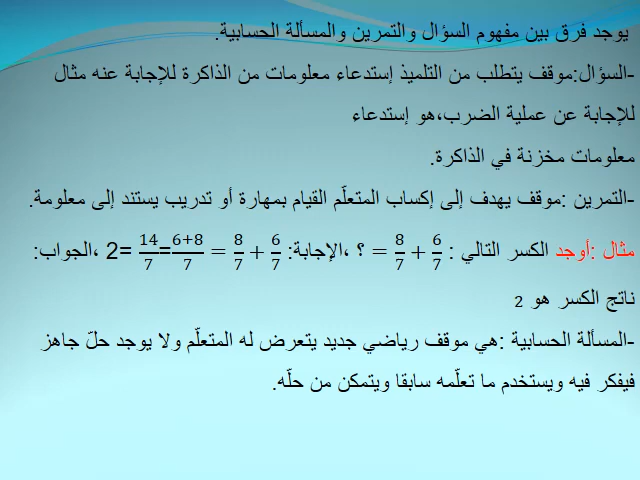 يوجد فرق بين مفهوم السؤال والتمرين والمسألة الحسابية.
-السؤال:موقف يتطلب من التلميذ إستدعاء معلومات من الذاكرة للإجابة عنه مثال
للإجابة عن عملية الضرب،هو إستدعاء
معلومات مخزنة في الذاكرة.
-التمرين :موقف يهدف إلى إكساب المتعلّم القيام بمهارة أو تدريب يستند إلى معلومة.
مثال :أوجد الكسر التالي : 8/7 + 6/7 = ؟ ،الإجابة: 8/7 + 6/7 = 6+8/7 = 14/7 =2 ،الجواب:
ناتج الكسر هو 2
-المسألة الحسابية :هي موقف رياضي جديد يتعرض له المتعلّم ولا يوجد حلّ جاهز
فيفكر فيه ويستخدم ما تعلّمه سابقا ويتمكن من حلّه.